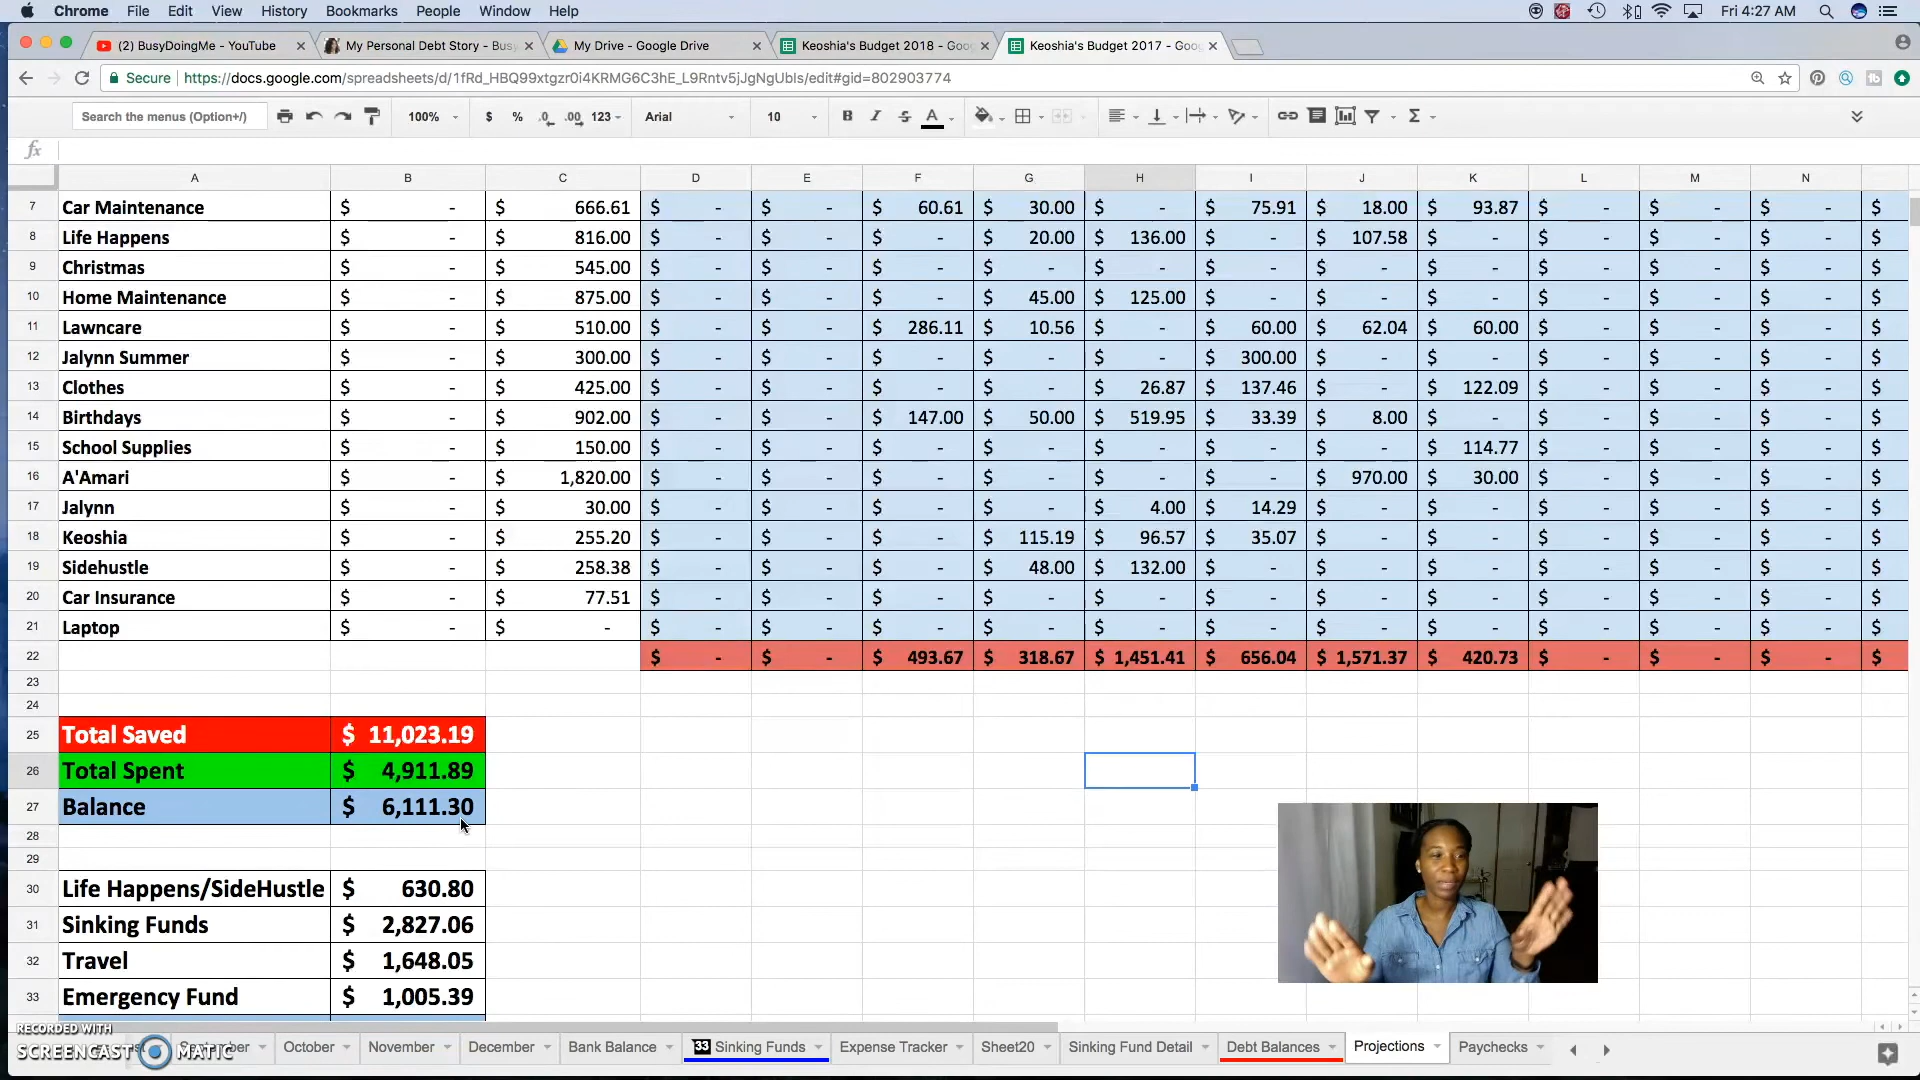 Chrome File Edit View History Bookmarks People Window Help Fri 4:27 AM
(2) BusyDoingMe - YouTube × My Personal Debt Story - Busy × My Drive - Google Drive × Keoshia's Budget 2018 - Goo × Keoshia's Budget 2017 - Goo ×
Secure https://docs.google.com/spreadsheets/d/1fRd_HBQ99xtgzr0i4KRMG6C3hE_L9Rntv5jJgNgUbIs/edit#gid=802903774
Search the menus (Option+/) 100% $ % .0 .00 123 Arial 10 B I S A Σ
fx
A B C D E F G H I J K L M N
7 Car Maintenance $ - $ 666.61 $ - $ - $ 60.61 $ 30.00 $ - $ 75.91 $ 18.00 $ 93.87 $ - $ - $ - $
8 Life Happens $ - $ 816.00 $ - $ - $ - $ 20.00 $ 136.00 $ - $ 107.58 $ - $ - $ - $ - $
9 Christmas $ - $ 545.00 $ - $ - $ - $ - $ - $ - $ - $ - $ - $ - $ - $
10 Home Maintenance $ - $ 875.00 $ - $ - $ - $ 45.00 $ 125.00 $ - $ - $ - $ - $ - $ - $
11 Lawncare $ - $ 510.00 $ - $ - $ 286.11 $ 10.56 $ - $ 60.00 $ 62.04 $ 60.00 $ - $ - $ - $
12 Jalynn Summer $ - $ 300.00 $ - $ - $ - $ - $ - $ 300.00 $ - $ - $ - $ - $ - $
13 Clothes $ - $ 425.00 $ - $ - $ - $ - $ 26.87 $ 137.46 $ - $ 122.09 $ - $ - $ - $
14 Birthdays $ - $ 902.00 $ - $ - $ 147.00 $ 50.00 $ 519.95 $ 33.39 $ 8.00 $ - $ - $ - $ - $
15 School Supplies $ - $ 150.00 $ - $ - $ - $ - $ - $ - $ - $ 114.77 $ - $ - $ - $
16 A'Amari $ - $ 1,820.00 $ - $ - $ - $ - $ - $ - $ 970.00 $ 30.00 $ - $ - $ - $
17 Jalynn $ - $ 30.00 $ - $ - $ - $ - $ 4.00 $ 14.29 $ - $ - $ - $ - $ - $
18 Keoshia $ - $ 255.20 $ - $ - $ - $ 115.19 $ 96.57 $ 35.07 $ - $ - $ - $ - $ - $
19 Sidehustle $ - $ 258.38 $ - $ - $ - $ 48.00 $ 132.00 $ - $ - $ - $ - $ - $ - $
20 Car Insurance $ - $ 77.51 $ - $ - $ - $ - $ - $ - $ - $ - $ - $ - $ - $
21 Laptop $ - $ - $ - $ - $ - $ - $ - $ - $ - $ - $ - $ - $ - $
22 $ - $ - $ 493.67 $ 318.67 $ 1,451.41 $ 656.04 $ 1,571.37 $ 420.73 $ - $ - $ - $
23
24
25 Total Saved $ 11,023.19
26 Total Spent $ 4,911.89
27 Balance $ 6,111.30
28
29
30 Life Happens/SideHustle $ 630.80
31 Sinking Funds $ 2,827.06
32 Travel $ 1,648.05
33 Emergency Fund $ 1,005.39
RECORDED WITH
SCREENCAST MATIC
October November December Bank Balance 33 Sinking Funds Expense Tracker Sheet20 Sinking Fund Detail Debt Balances Projections Paychecks